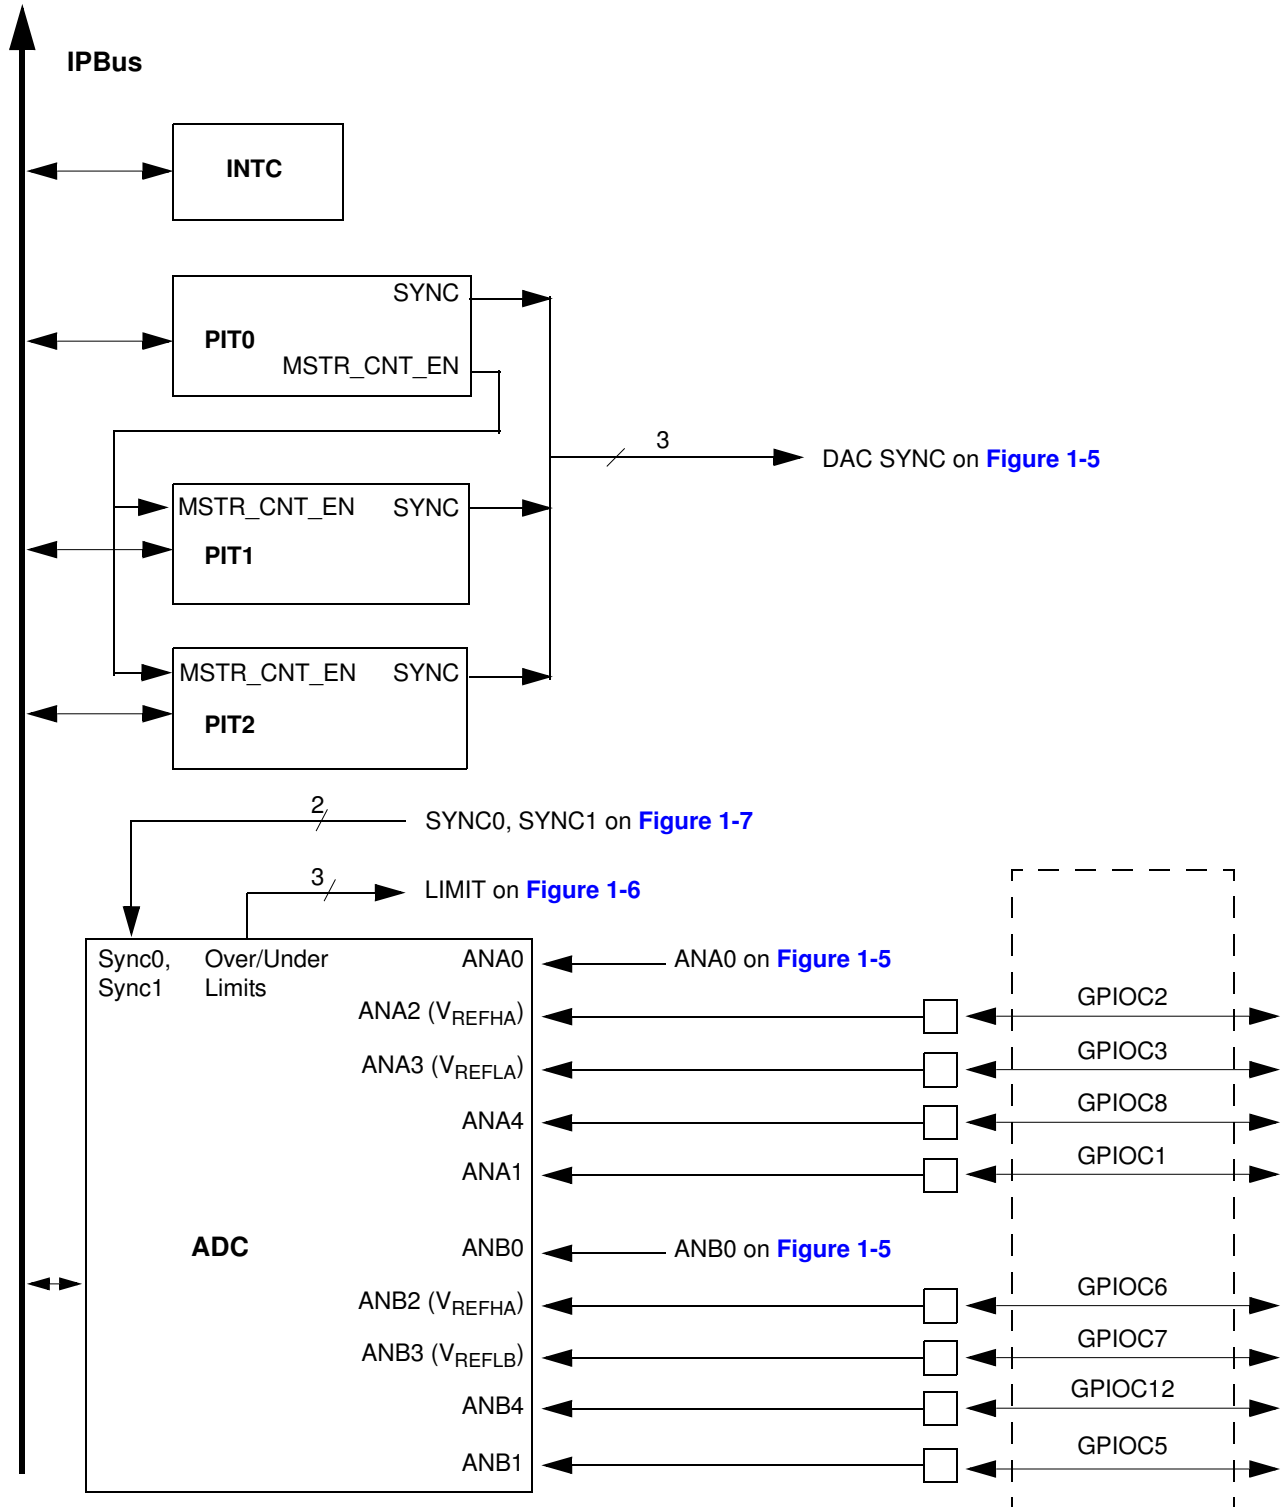 IPBus
INTC
SYNC
PIT0
MSTR_CNT_EN
3
DAC SYNC on Figure 1-5
MSTR_CNT_EN SYNC
PIT1
MSTR_CNT_EN SYNC
PIT2
2
SYNC0, SYNC1 on Figure 1-7
3
LIMIT on Figure 1-6
Sync0,
Sync1
Over/Under
Limits
ANA0
ANA0 on Figure 1-5
ANA2 (VREFHA)
GPIOC2
ANA3 (VREFLA)
GPIOC3
ANA4
GPIOC8
ANA1
GPIOC1
ADC
ANB0
ANB0 on Figure 1-5
ANB2 (VREFHA)
GPIOC6
ANB3 (VREFLB)
GPIOC7
ANB4
GPIOC12
ANB1
GPIOC5